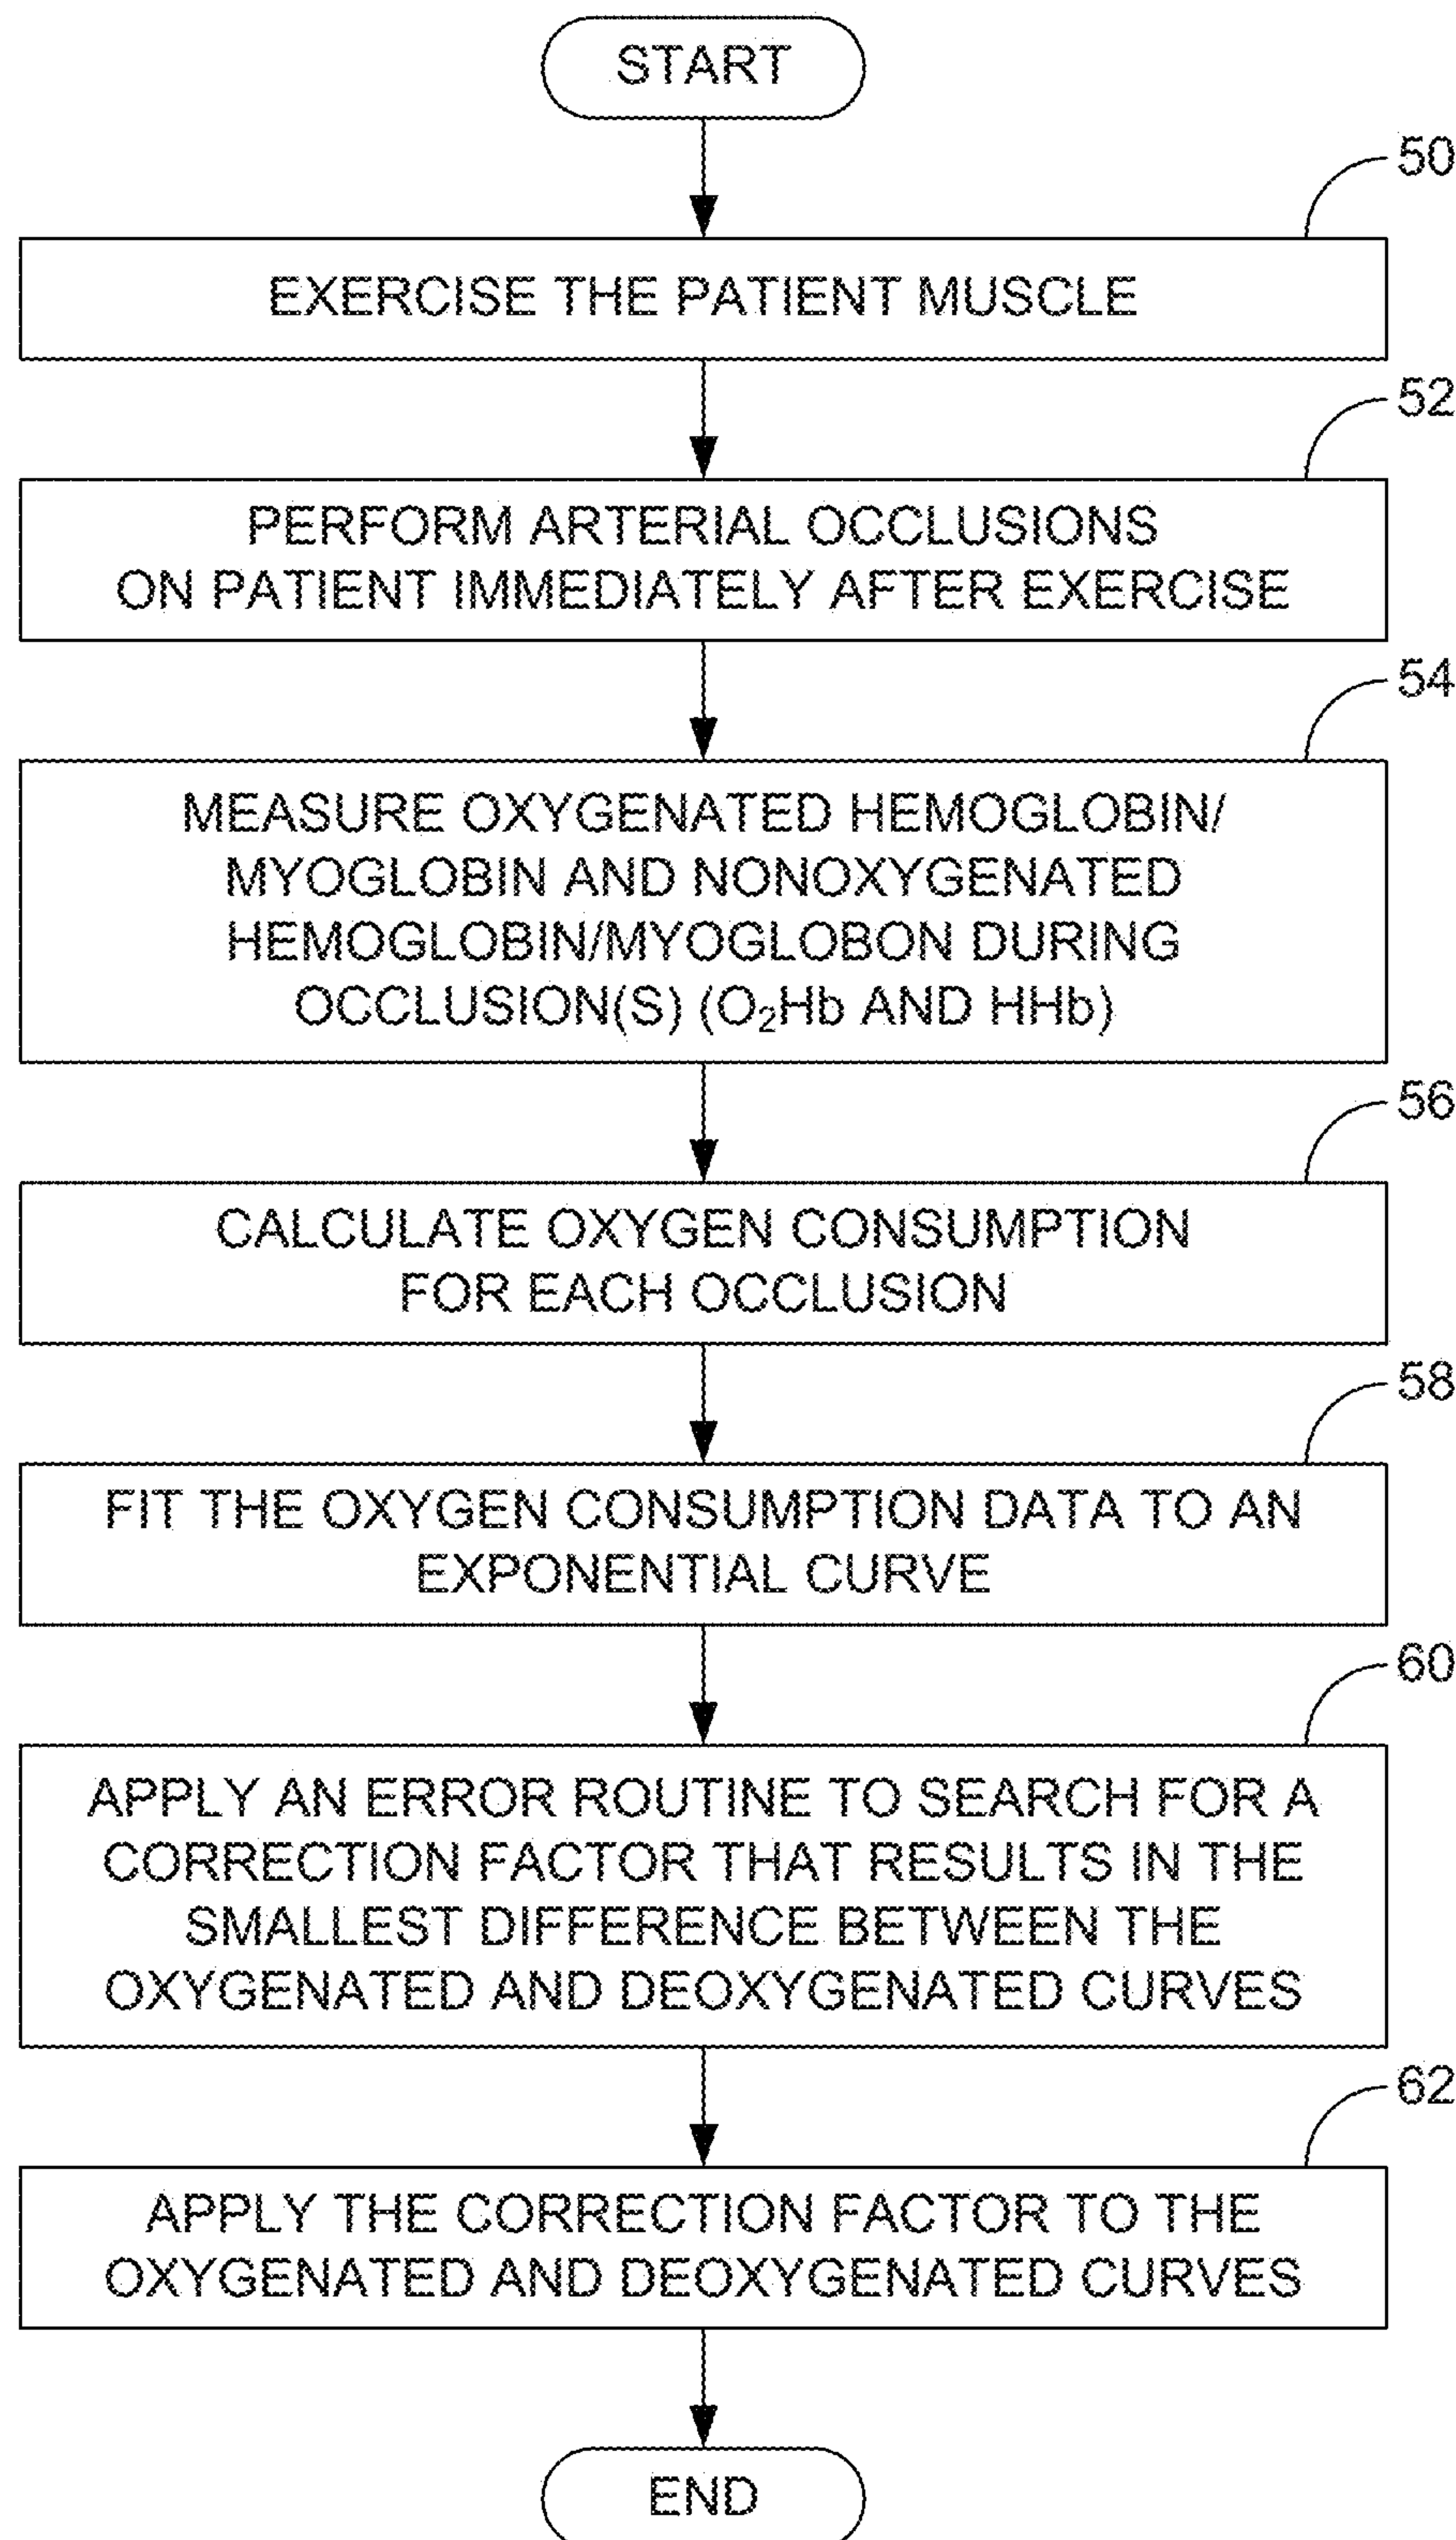 START
50
EXERCISE THE PATIENT MUSCLE
52
PERFORM ARTERIAL OCCLUSIONS
ON PATIENT IMMEDIATELY AFTER EXERCISE
54
MEASURE OXYGENATED HEMOGLOBIN/
MYOGLOBIN AND NONOXYGENATED
HEMOGLOBIN/MYOGLOBON DURING
OCCLUSION(S) (O₂Hb AND HHb)
56
CALCULATE OXYGEN CONSUMPTION
FOR EACH OCCLUSION
58
FIT THE OXYGEN CONSUMPTION DATA TO AN
EXPONENTIAL CURVE
60
APPLY AN ERROR ROUTINE TO SEARCH FOR A
CORRECTION FACTOR THAT RESULTS IN THE
SMALLEST DIFFERENCE BETWEEN THE
OXYGENATED AND DEOXYGENATED CURVES
62
APPLY THE CORRECTION FACTOR TO THE
OXYGENATED AND DEOXYGENATED CURVES
END